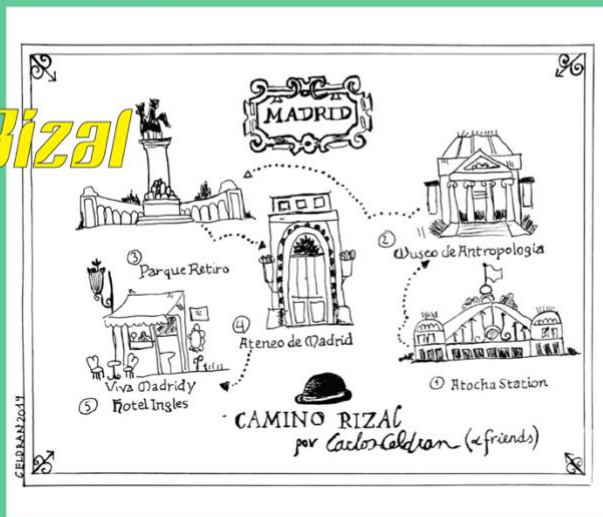 Rizal
MADRID
② Museo de Antropologia
③ Parque Retiro
④ Ateneo de Madrid
① Atocha Station
Viva Madrid y
⑤ Hotel Ingles
CAMINO RIZAL
por Carlos Celdran (& friends)
CELDRAN 2019